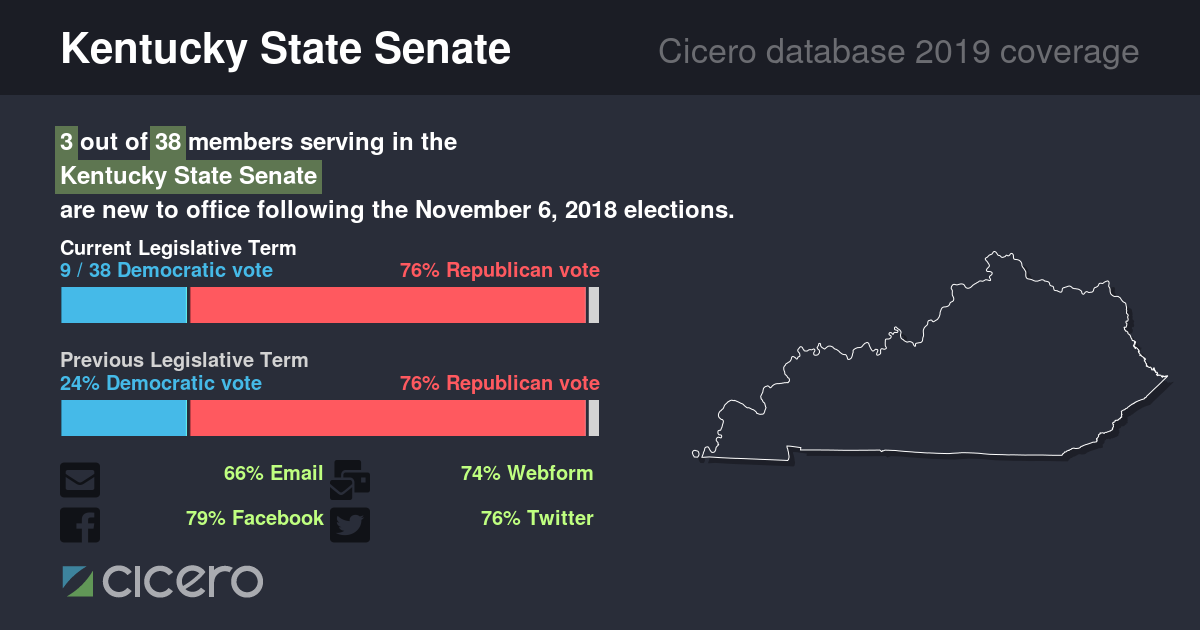 Kentucky State Senate
Cicero database 2019 coverage
3 out of 38 members serving in the
Kentucky State Senate
are new to office following the November 6, 2018 elections.
Current Legislative Term
9 / 38 Democratic vote
76% Republican vote
Previous Legislative Term
24% Democratic vote
76% Republican vote
66% Email
74% Webform
79% Facebook
76% Twitter
cicero